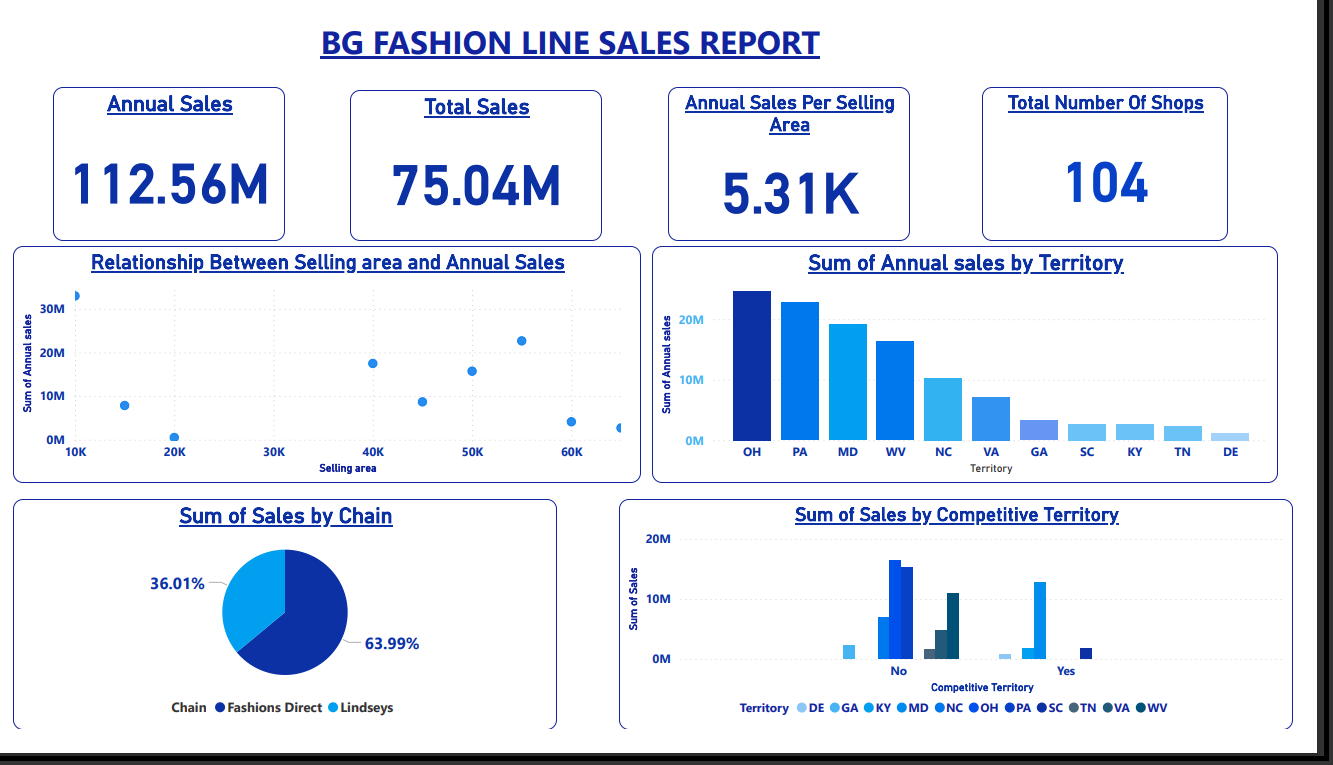 BG FASHION LINE SALES REPORT
Annual Sales
112.56M
Total Sales
75.04M
Annual Sales Per Selling
Area
5.31K
Total Number Of Shops
104
Relationship Between Selling area and Annual Sales
Sum of Annual sales
30M
20M
10M
0M
10K 20K 30K 40K 50K 60K
Selling area
Sum of Annual sales by Territory
Sum of Annual sales
20M
10M
0M
OH PA MD WV NC VA GA SC KY TN DE
Territory
Sum of Sales by Chain
36.01%
63.99%
Chain Fashions Direct Lindseys
Sum of Sales by Competitive Territory
Sum of Sales
20M
10M
0M
No Yes
Competitive Territory
Territory DE GA KY MD NC OH PA SC TN VA WV